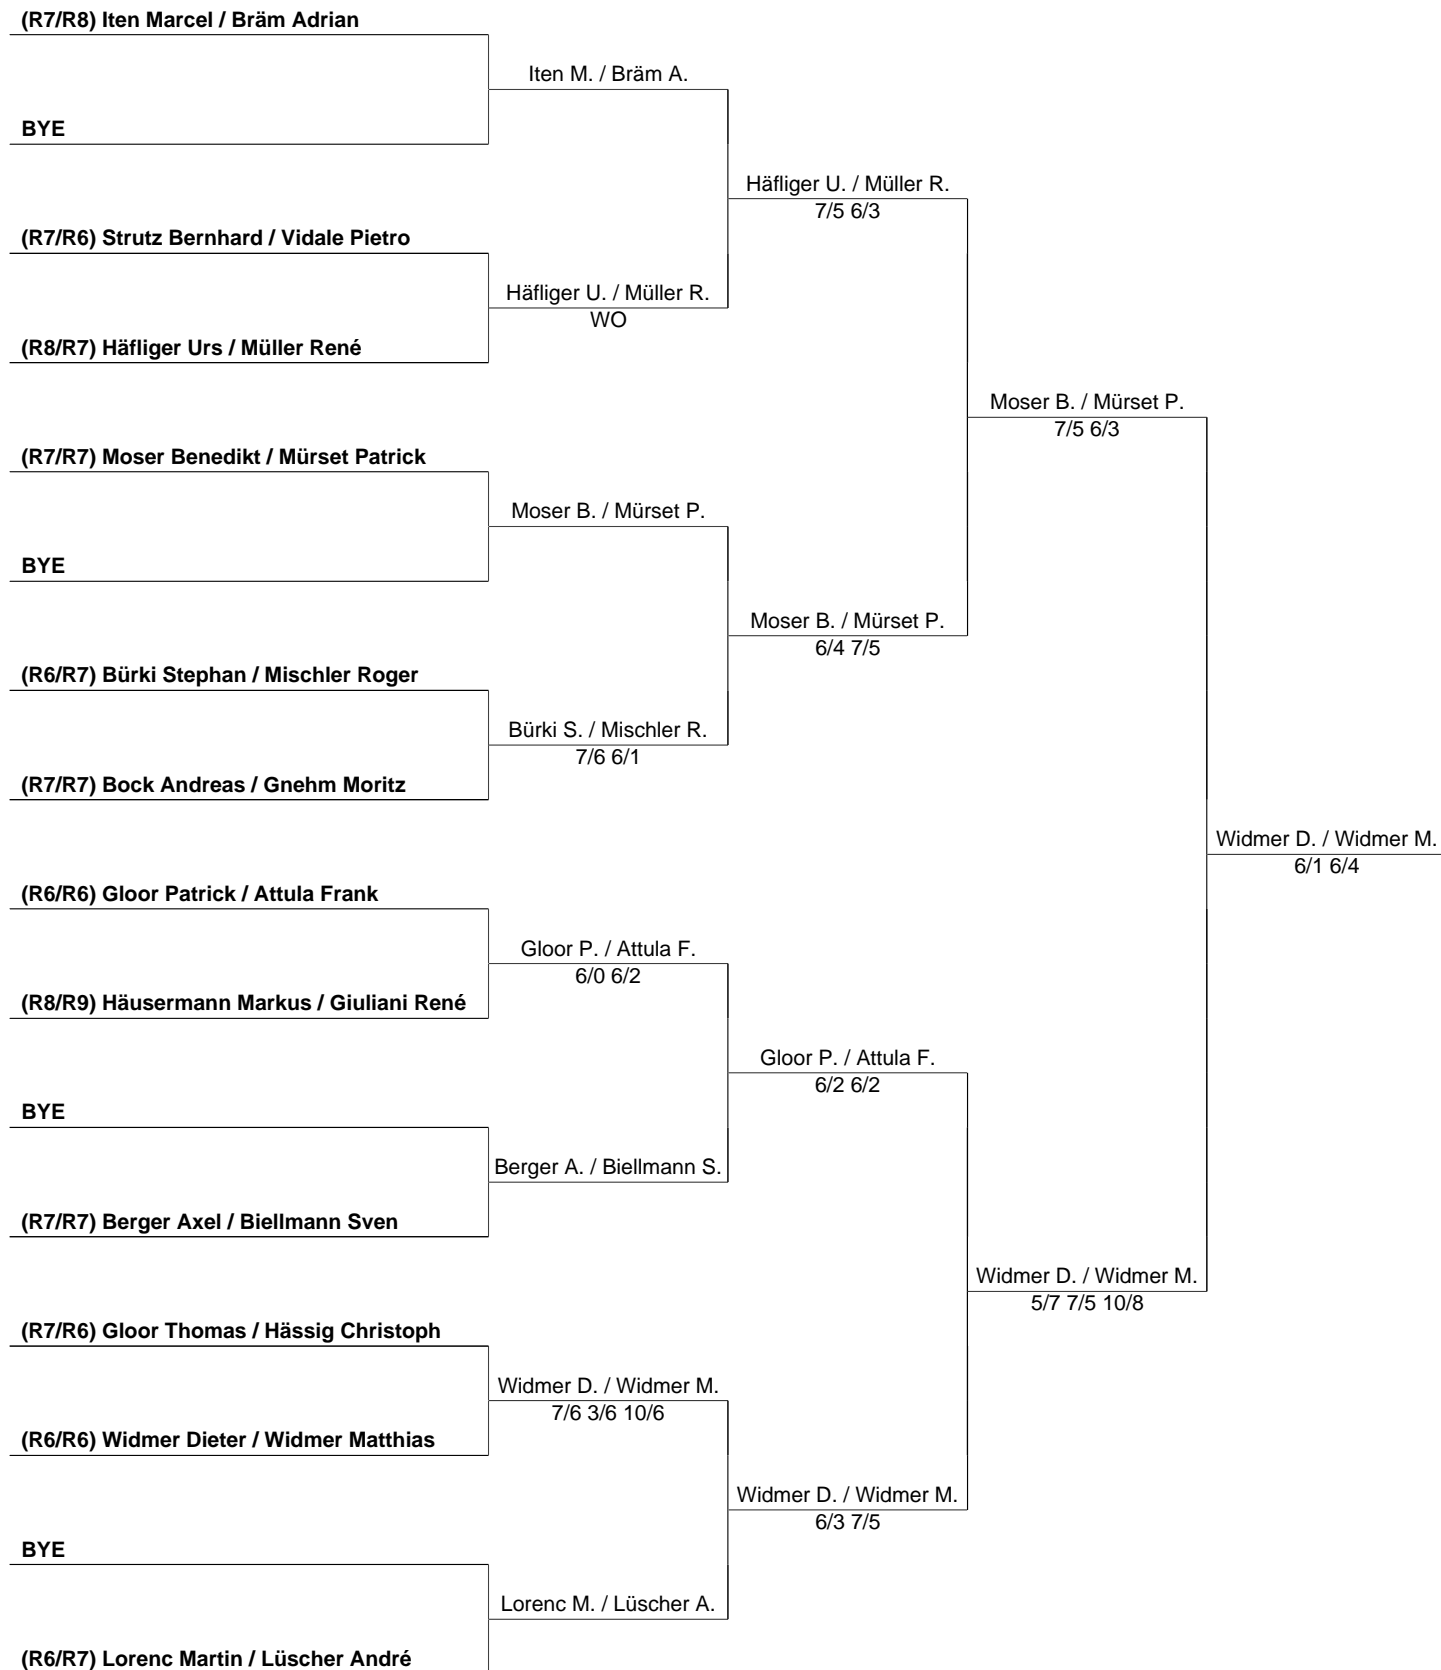 (R7/R8) Iten Marcel / Bräm Adrian
Iten M. / Bräm A.
BYE
Häfliger U. / Müller R.
7/5 6/3
(R7/R6) Strutz Bernhard / Vidale Pietro
Häfliger U. / Müller R.
WO
(R8/R7) Häfliger Urs / Müller René
Moser B. / Mürset P.
7/5 6/3
(R7/R7) Moser Benedikt / Mürset Patrick
Moser B. / Mürset P.
BYE
Moser B. / Mürset P.
6/4 7/5
(R6/R7) Bürki Stephan / Mischler Roger
Bürki S. / Mischler R.
7/6 6/1
(R7/R7) Bock Andreas / Gnehm Moritz
Widmer D. / Widmer M.
6/1 6/4
(R6/R6) Gloor Patrick / Attula Frank
Gloor P. / Attula F.
6/0 6/2
(R8/R9) Häusermann Markus / Giuliani René
Gloor P. / Attula F.
6/2 6/2
BYE
Berger A. / Biellmann S.
(R7/R7) Berger Axel / Biellmann Sven
Widmer D. / Widmer M.
5/7 7/5 10/8
(R7/R6) Gloor Thomas / Hässig Christoph
Widmer D. / Widmer M.
7/6 3/6 10/6
(R6/R6) Widmer Dieter / Widmer Matthias
Widmer D. / Widmer M.
6/3 7/5
BYE
Lorenc M. / Lüscher A.
(R6/R7) Lorenc Martin / Lüscher André